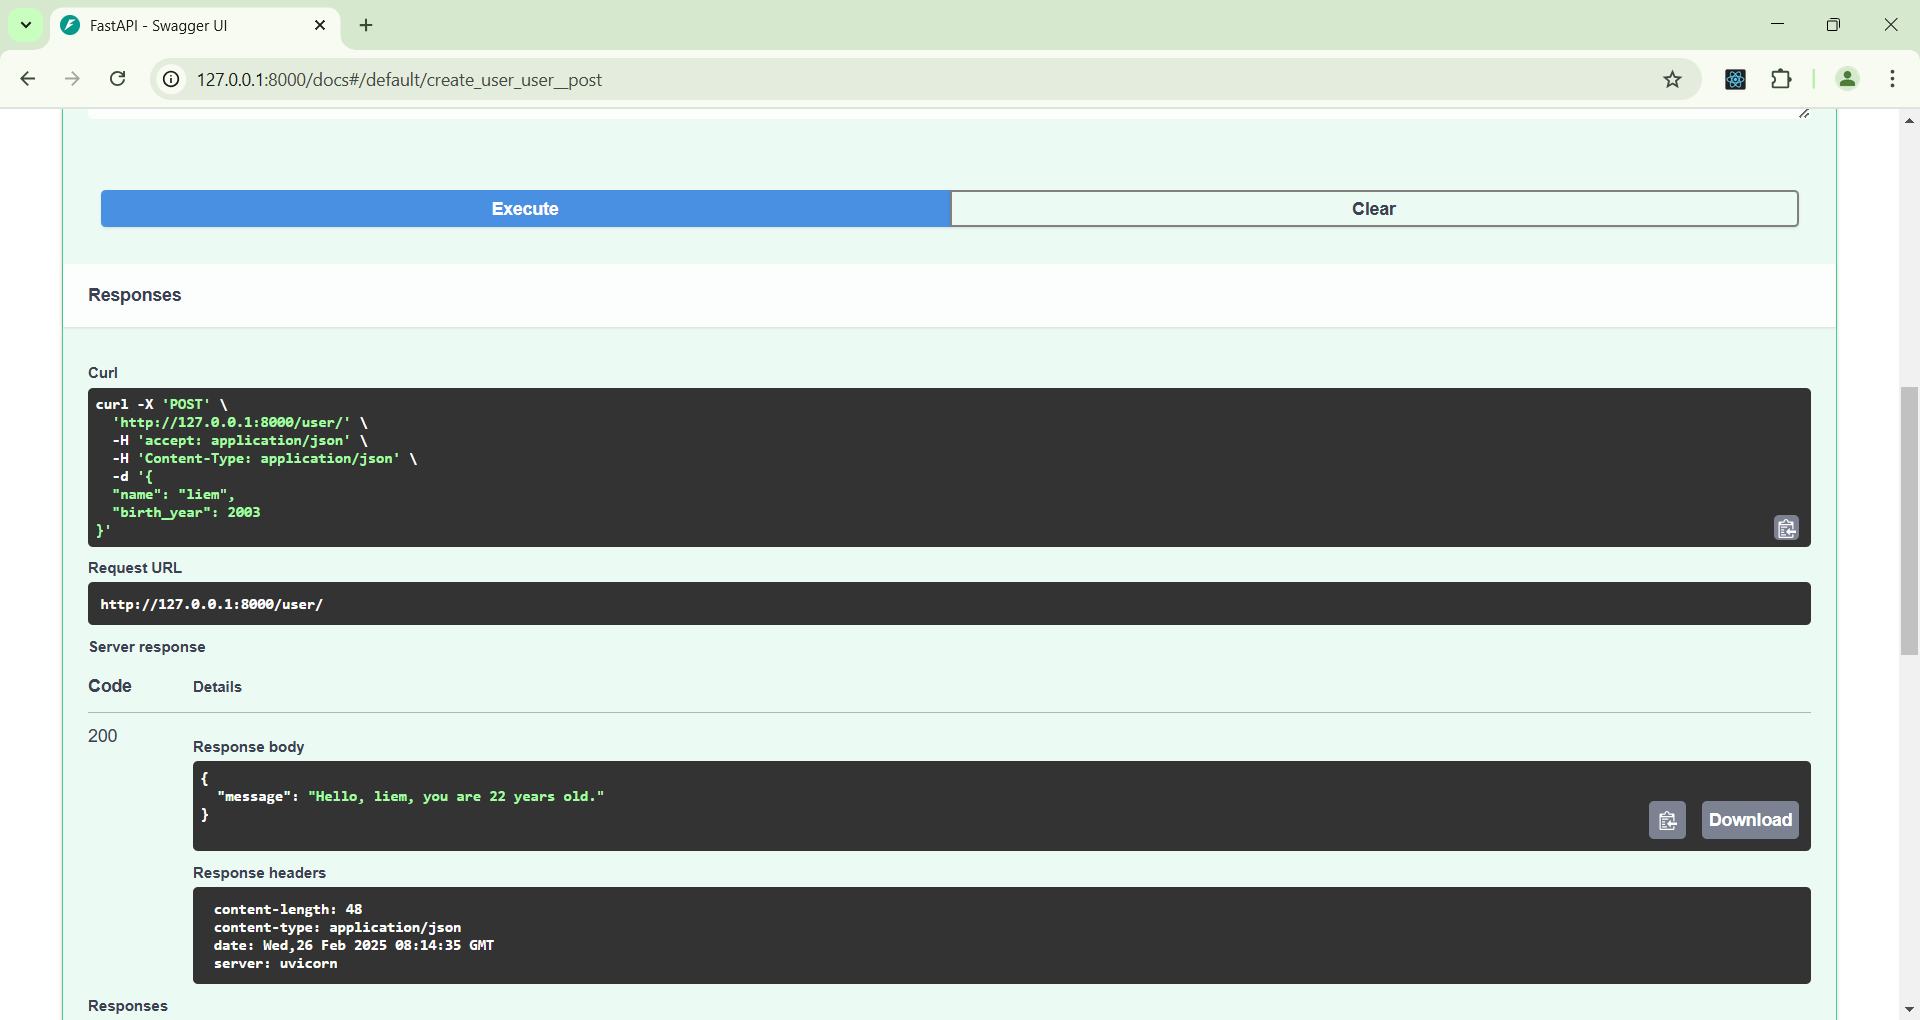 FastAPI - Swagger UI
127.0.0.1:8000/docs#/default/create_user_user__post
Execute
Clear
Responses
Curl
curl -X 'POST' \
'http://127.0.0.1:8000/user/' \
-H 'accept: application/json' \
-H 'Content-Type: application/json' \
-d '{
"name": "liem",
"birth_year": 2003
}'
Request URL
http://127.0.0.1:8000/user/
Server response
Code Details
200
Response body
{
"message": "Hello, liem, you are 22 years old."
}
Download
Response headers
content-length: 48
content-type: application/json
date: Wed,26 Feb 2025 08:14:35 GMT
server: uvicorn
Responses